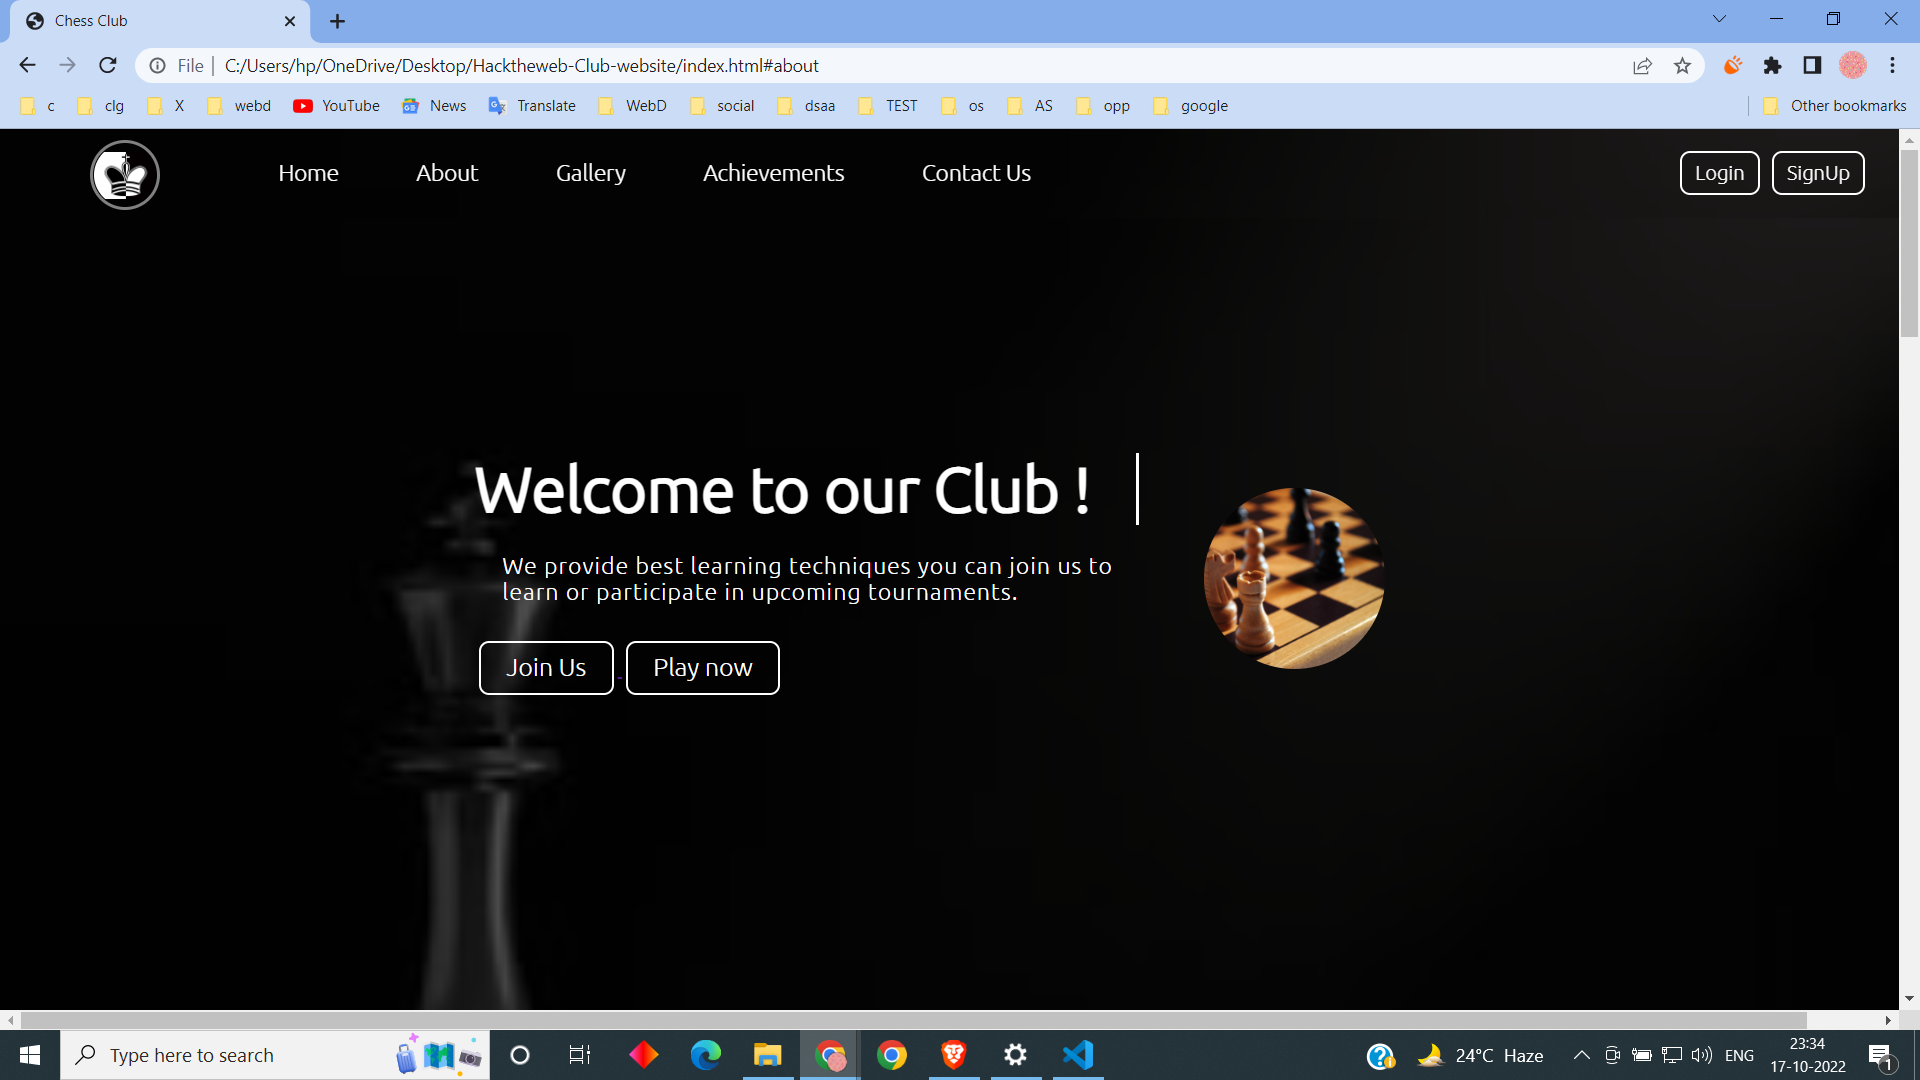 Chess Club
File
C:/Users/hp/OneDrive/Desktop/Hacktheweb-Club-website/index.html#about
c clg X webd YouTube News Translate WebD social dsaa TEST os AS opp google Other bookmarks
Home About Gallery Achievements Contact Us Login SignUp
Welcome to our Club !
We provide best learning techniques you can join us to
learn or participate in upcoming tournaments.
Join Us Play now
Type here to search
24°C Haze
ENG
23:34
17-10-2022
1